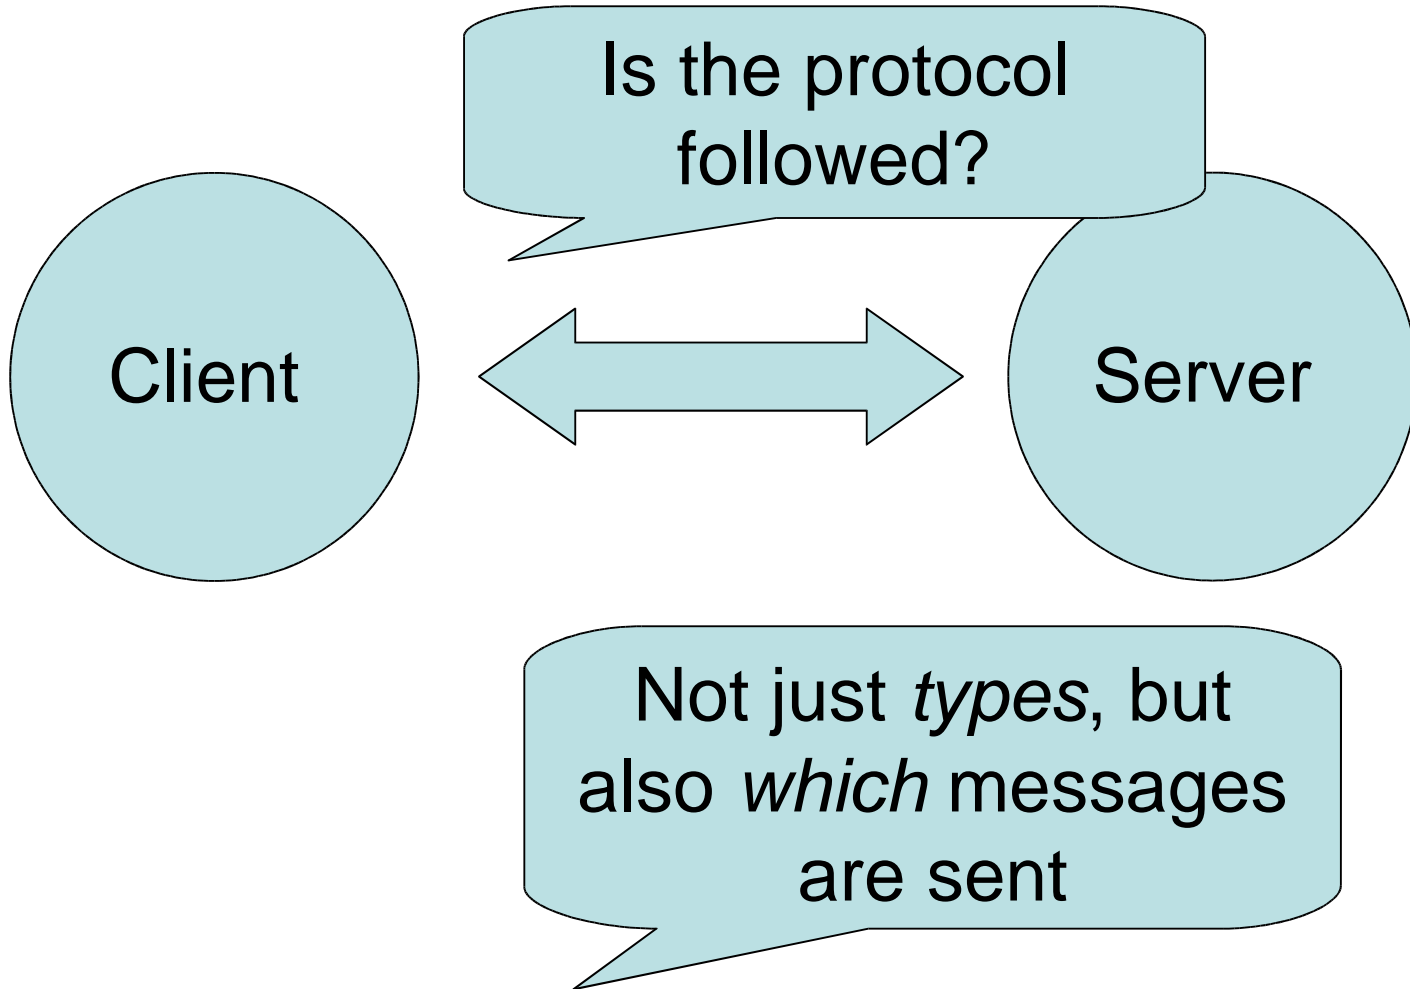 Is the protocol
followed?
Client
Server
Not just types, but
also which messages
are sent